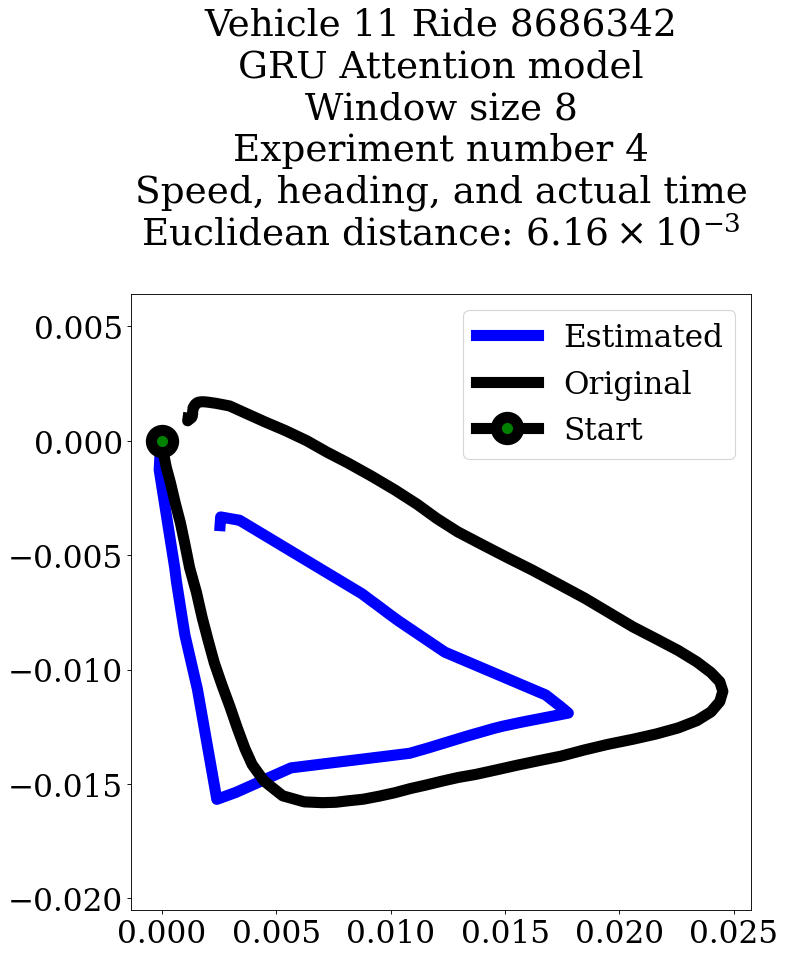 Vehicle 11 Ride 8686342
GRU Attention model
Window size 8
Experiment number 4
Speed, heading, and actual time
Euclidean distance: 6.16 × 10⁻³
Estimated
Original
Start
0.005
0.000
−0.005
−0.010
−0.015
−0.020
0.000 0.005 0.010 0.015 0.020 0.025